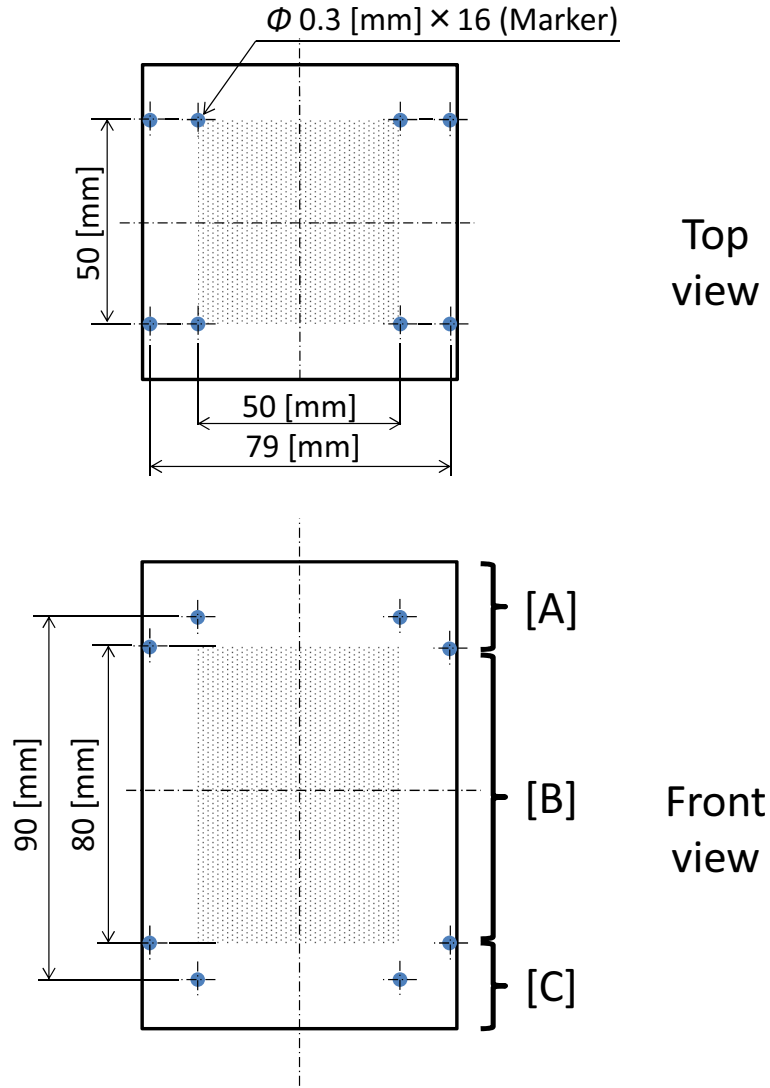 Φ 0.3 [mm] × 16 (Marker)
50 [mm]
Top
view
50 [mm]
79 [mm]
[A]
90 [mm]
80 [mm]
[B]
Front
view
[C]